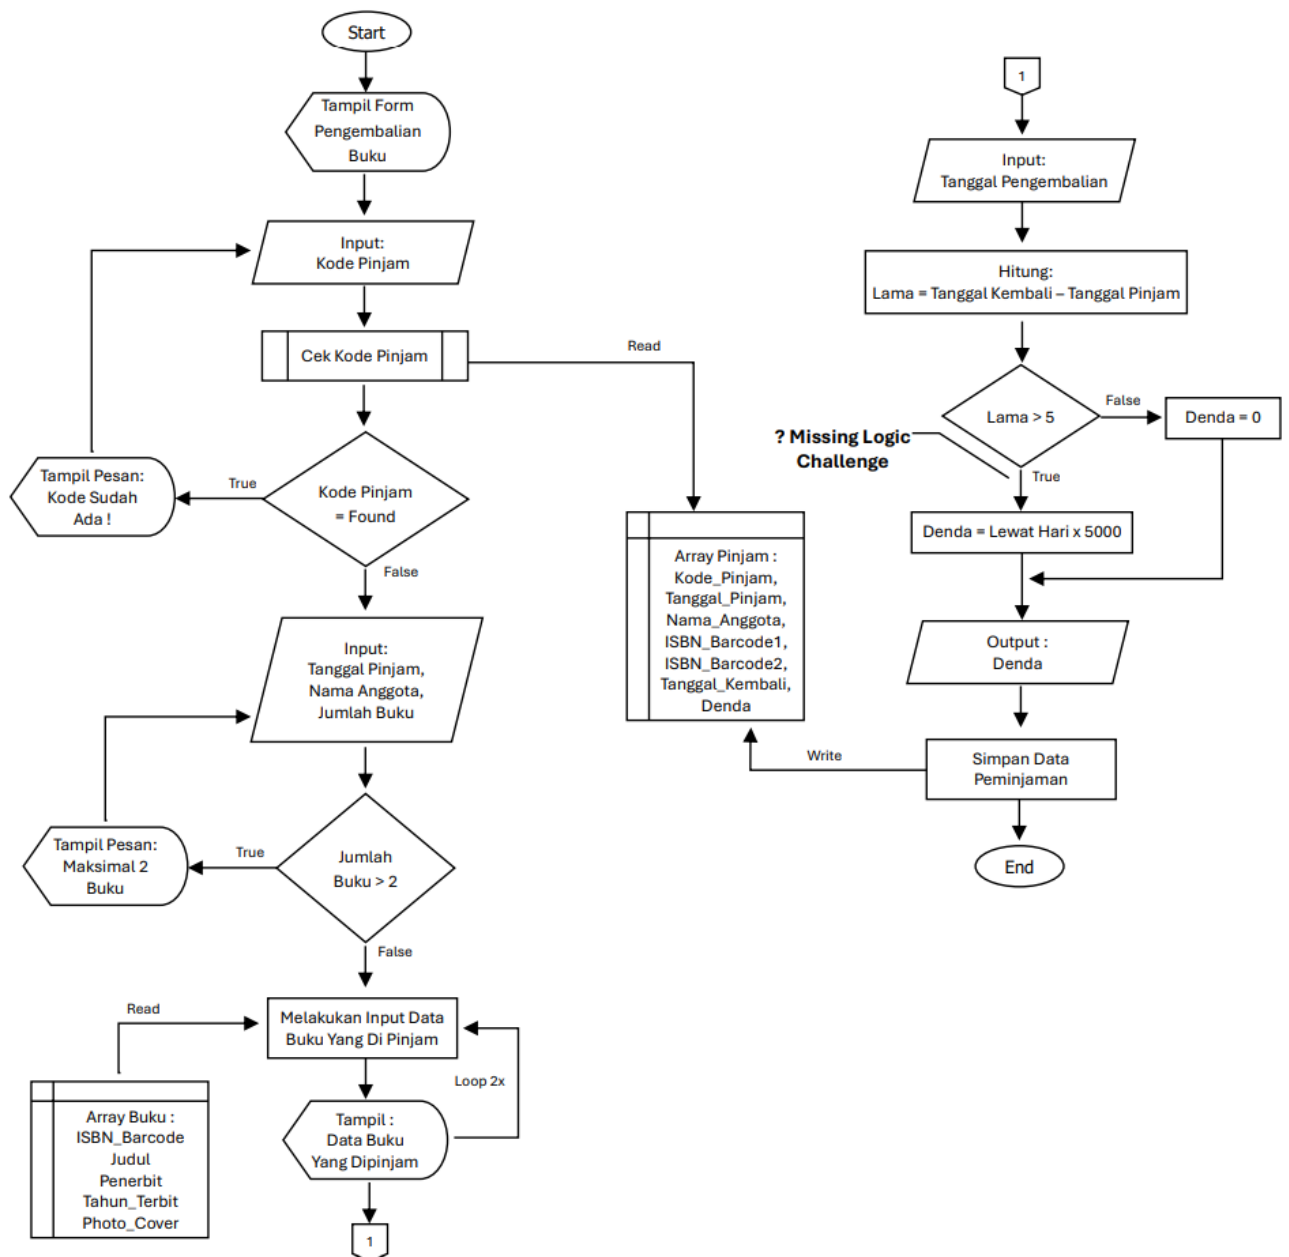 Start
Tampil Form
Pengembalian
Buku
Input:
Kode Pinjam
Cek Kode Pinjam
Read
Kode Pinjam
= Found
True
Tampil Pesan:
Kode Sudah
Ada !
False
Input:
Tanggal Pinjam,
Nama Anggota,
Jumlah Buku
Jumlah
Buku > 2
True
Tampil Pesan:
Maksimal 2
Buku
False
Melakukan Input Data
Buku Yang Di Pinjam
Read
Array Buku :
ISBN_Barcode
Judul
Penerbit
Tahun_Terbit
Photo_Cover
Loop 2x
Tampil :
Data Buku
Yang Dipinjam
1
Array Pinjam :
Kode_Pinjam,
Tanggal_Pinjam,
Nama_Anggota,
ISBN_Barcode1,
ISBN_Barcode2,
Tanggal_Kembali,
Denda
1
Input:
Tanggal Pengembalian
Hitung:
Lama = Tanggal Kembali – Tanggal Pinjam
Lama > 5
False
Denda = 0
? Missing Logic
Challenge
True
Denda = Lewat Hari x 5000
Output :
Denda
Simpan Data
Peminjaman
Write
End